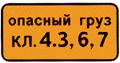 опасный груз
кл. 4.3, 6, 7